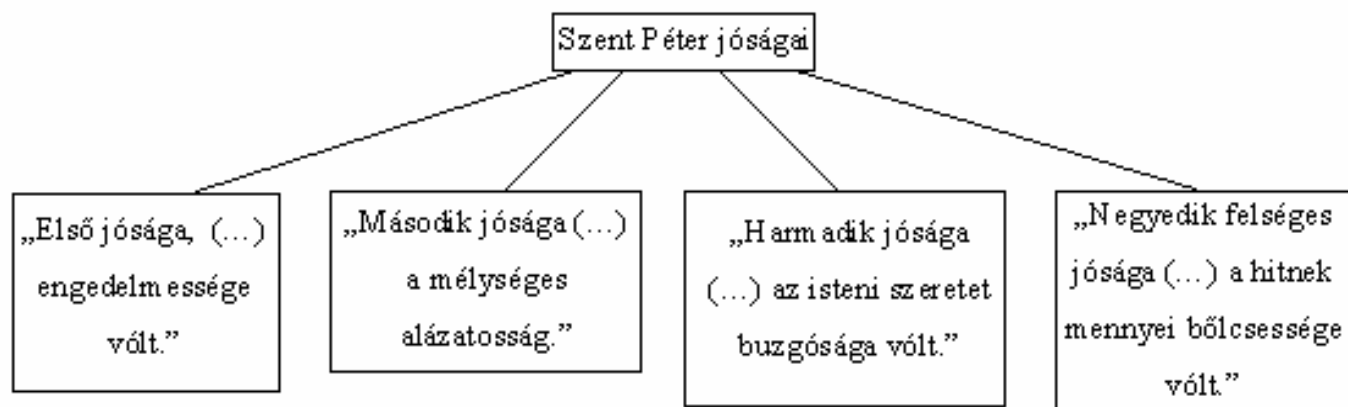 Szent Péter jóságai
„Első jósága, (...)
engedelmessége
vólt.”
„Második jósága (...)
a mélységes
alázatosság.”
„Harmadik jósága
(...) az isteni szeretet
buzgósága vólt.”
„Negyedik felséges
jósága (...) a hitnek
mennyei bőlcsessége
vólt.”